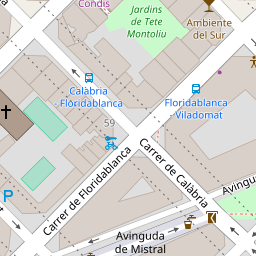 Condis
Jardins
de Tete
Montoliu
Ambiente
del Sur
Calàbria -
Floridablanca
Floridablanca
- Viladomat
59
Carrer de Floridablanca
Carrer de Calàbria
P
Avinguda
de Mistral
Avingu